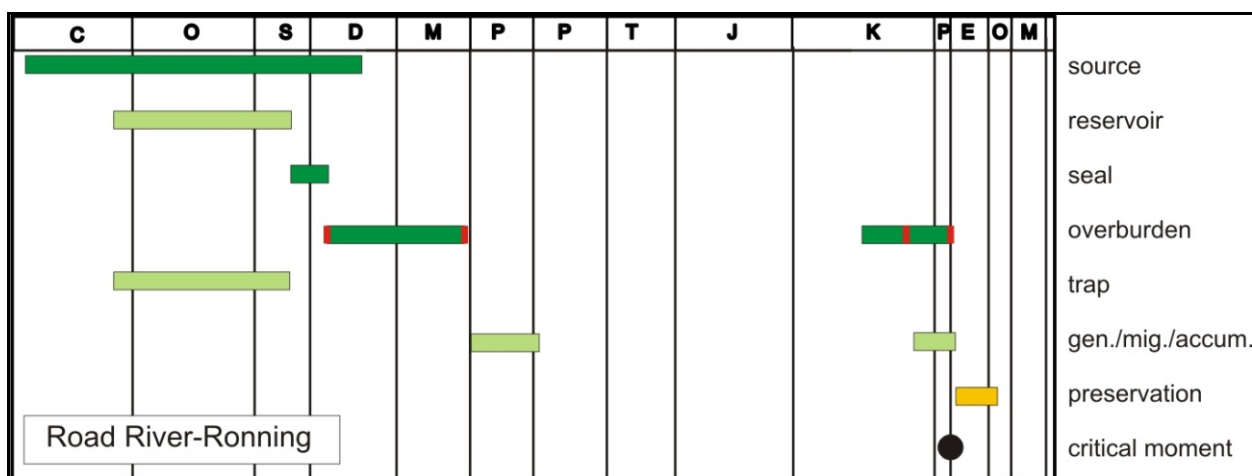 C O S D M P P T J K P E O M
source
reservoir
seal
overburden
trap
gen./mig./accum.
preservation
Road River-Ronning
critical moment